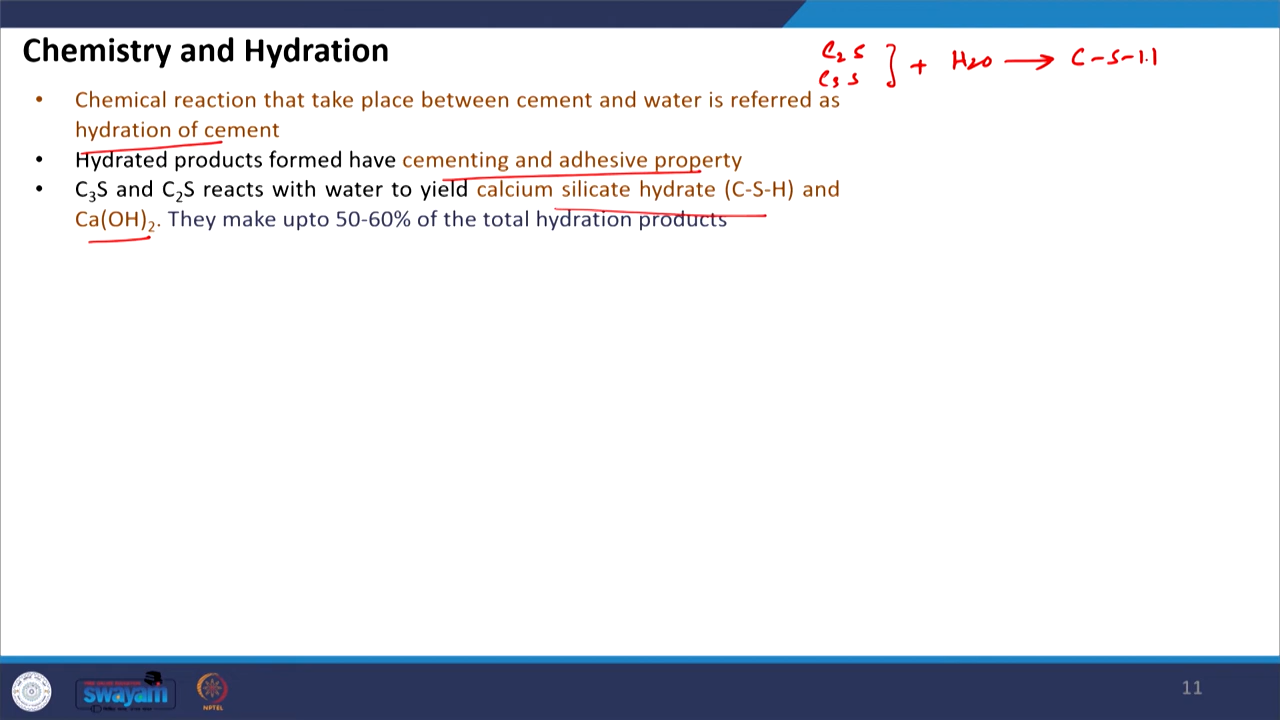 Chemistry and Hydration
C₂S
C₃S } + H₂O → C-S-H
• Chemical reaction that take place between cement and water is referred as
hydration of cement
• Hydrated products formed have cementing and adhesive property
• C₃S and C₂S reacts with water to yield calcium silicate hydrate (C-S-H) and
Ca(OH)₂. They make upto 50-60% of the total hydration products
swayam
NPTEL
11